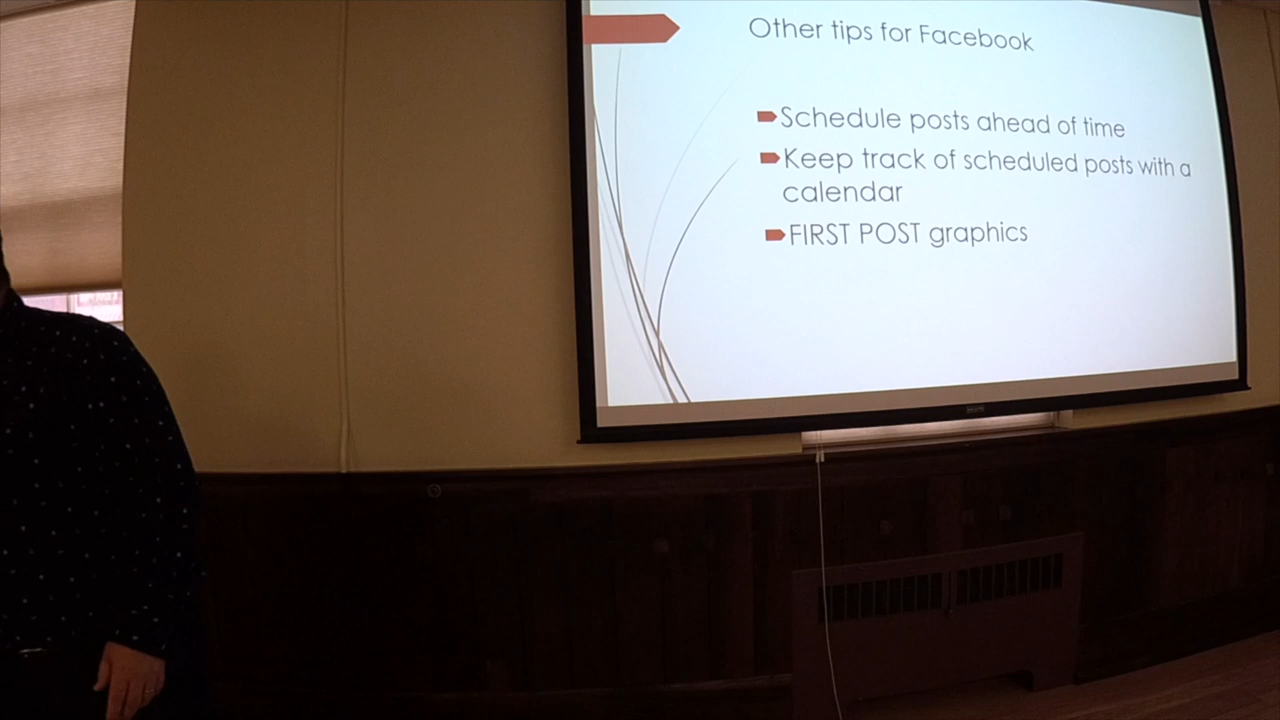 Other tips for Facebook
Schedule posts ahead of time
Keep track of scheduled posts with a
calendar
FIRST POST graphics